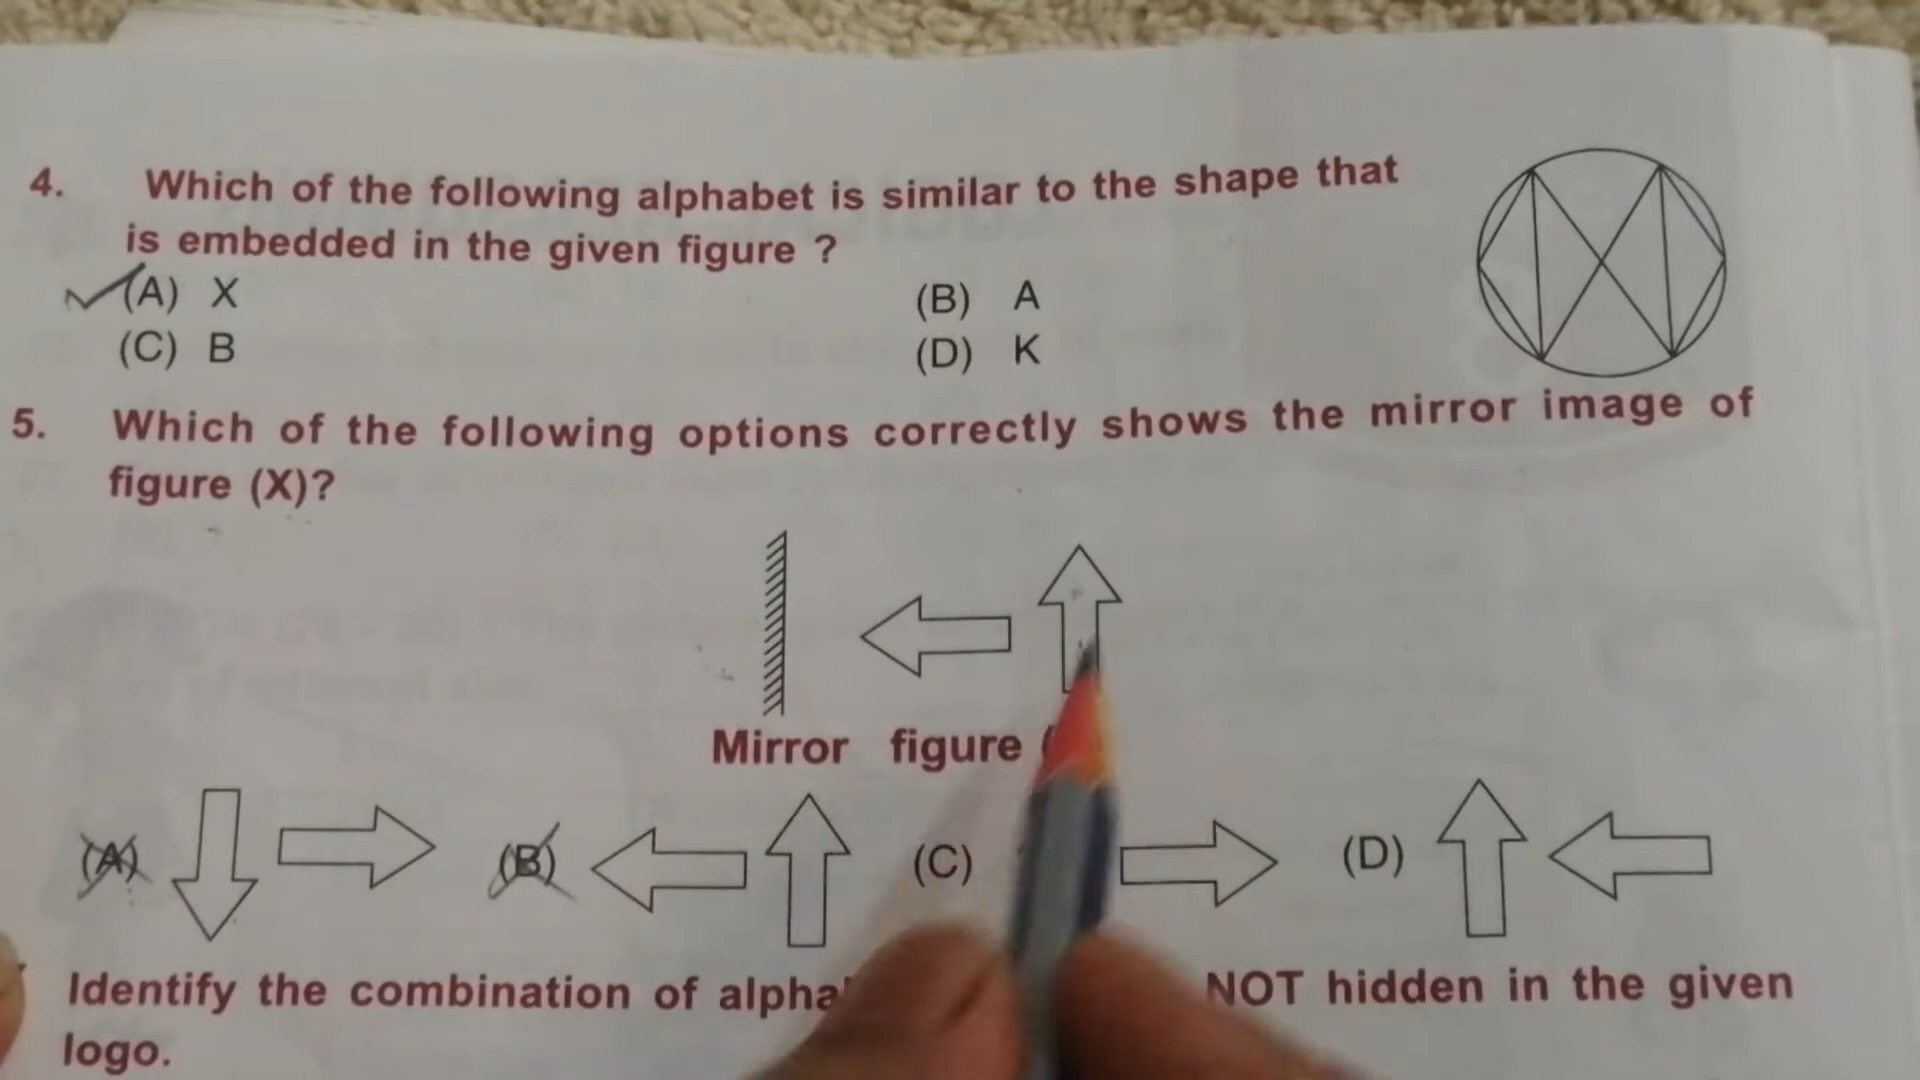 4. Which of the following alphabet is similar to the shape that
is embedded in the given figure ?
(A) X (B) A
(C) B (D) K
5. Which of the following options correctly shows the mirror image of
figure (X)?
Mirror figure
(A) (B) (C) (D)
Identify the combination of NOT hidden in the given
logo.